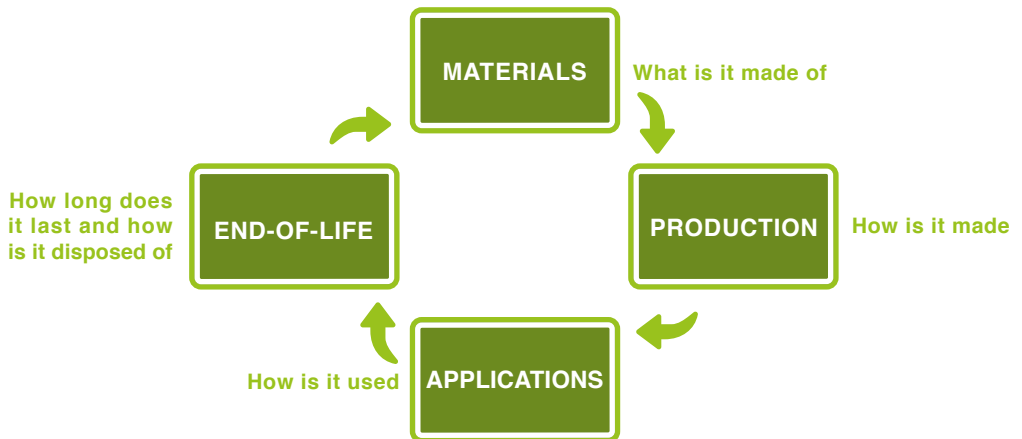 MATERIALS
What is it made of
How long does
it last and how
is it disposed of
END-OF-LIFE
PRODUCTION
How is it made
How is it used
APPLICATIONS